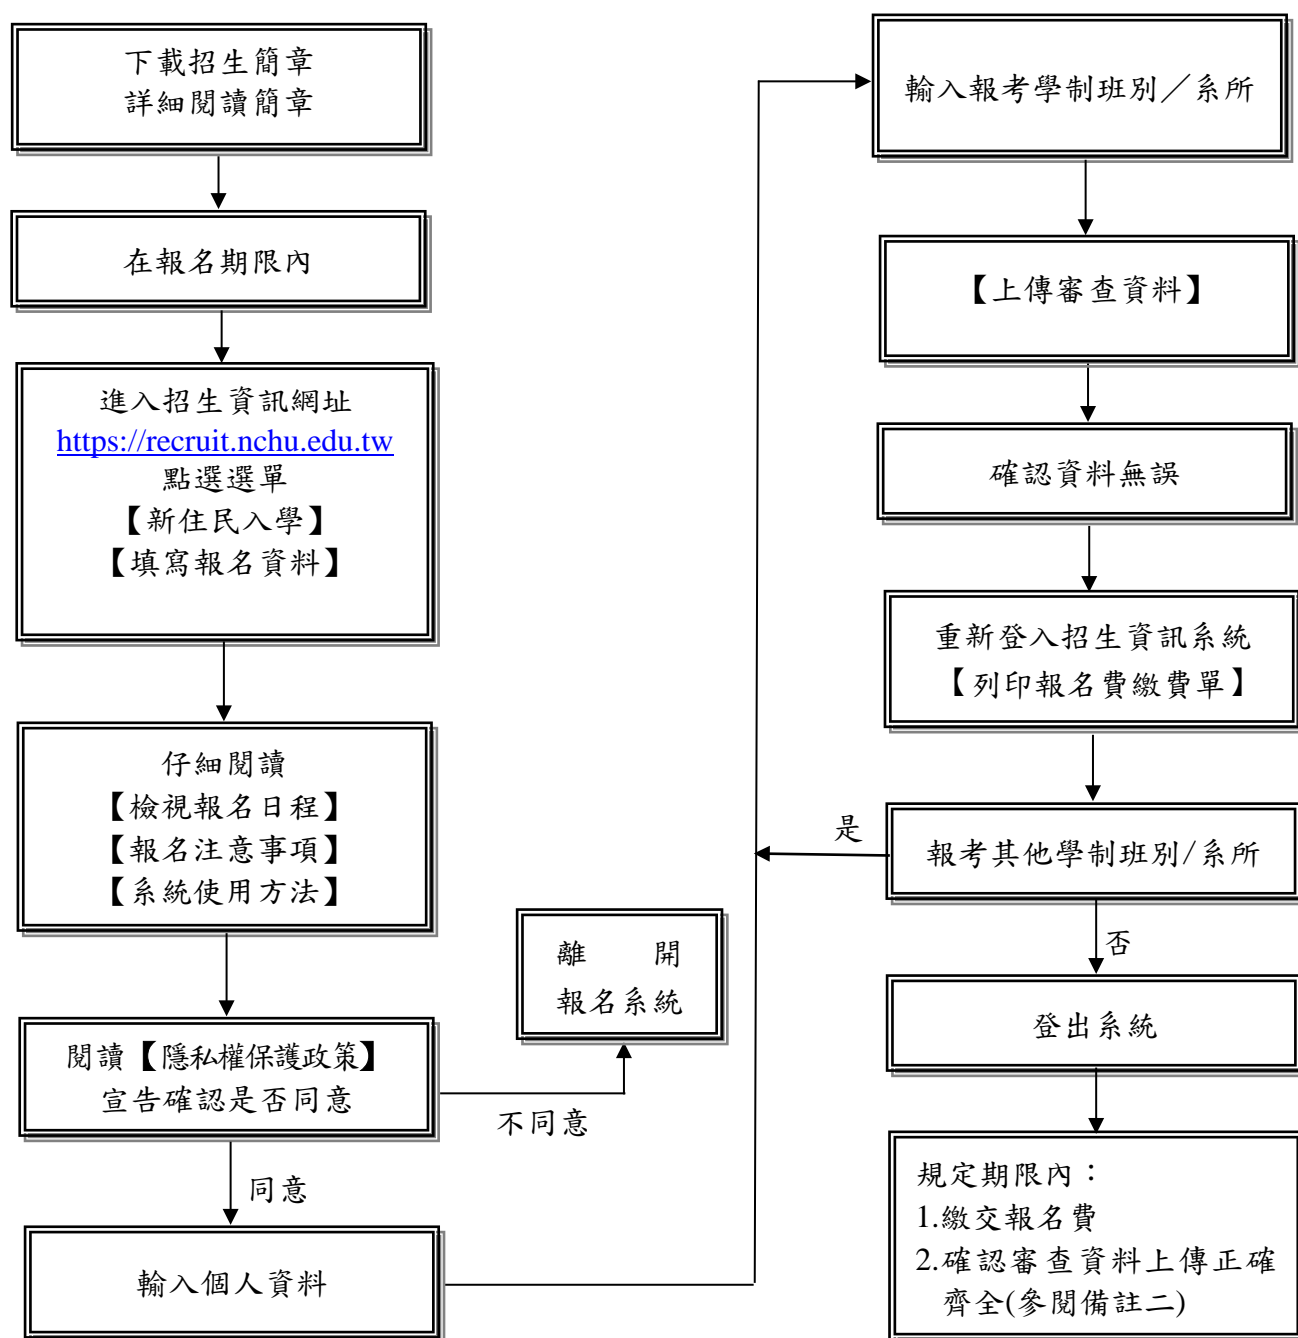 下載招生簡章
詳細閱讀簡章
在報名期限內
進入招生資訊網址
https://recruit.nchu.edu.tw
點選選單
【新住民入學】
【填寫報名資料】
仔細閱讀
【檢視報名日程】
【報名注意事項】
【系統使用方法】
離 開
報名系統
閱讀【隱私權保護政策】
宣告確認是否同意
不同意
同意
輸入個人資料
輸入報考學制班別／系所
【上傳審查資料】
確認資料無誤
重新登入招生資訊系統
【列印報名費繳費單】
是
報考其他學制班別/系所
否
登出系統
規定期限內：
1.繳交報名費
2.確認審查資料上傳正確
齊全(參閱備註二)